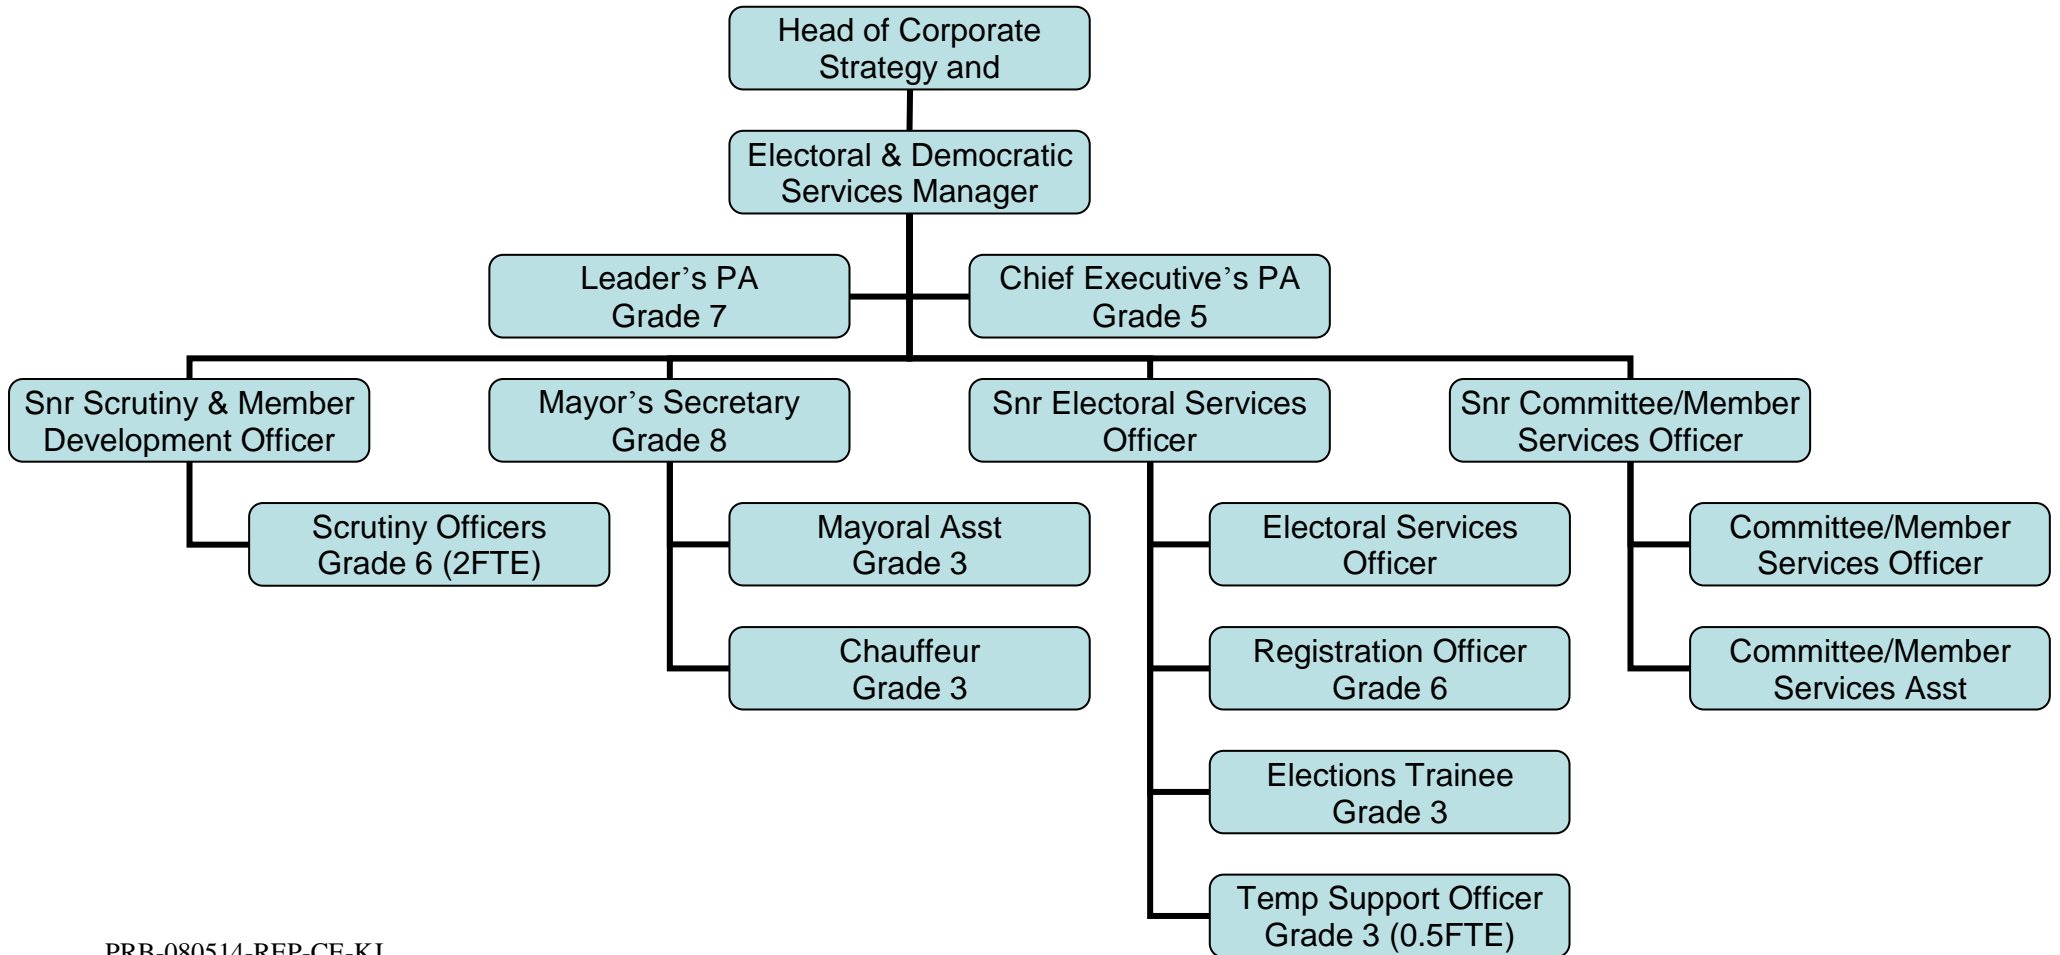 Head of Corporate
Strategy and
Electoral & Democratic
Services Manager
Leader’s PA
Grade 7
Chief Executive’s PA
Grade 5
Snr Scrutiny & Member
Development Officer
Mayor’s Secretary
Grade 8
Snr Electoral Services
Officer
Snr Committee/Member
Services Officer
Scrutiny Officers
Grade 6 (2FTE)
Mayoral Asst
Grade 3
Electoral Services
Officer
Committee/Member
Services Officer
Chauffeur
Grade 3
Registration Officer
Grade 6
Committee/Member
Services Asst
Elections Trainee
Grade 3
Temp Support Officer
Grade 3 (0.5FTE)